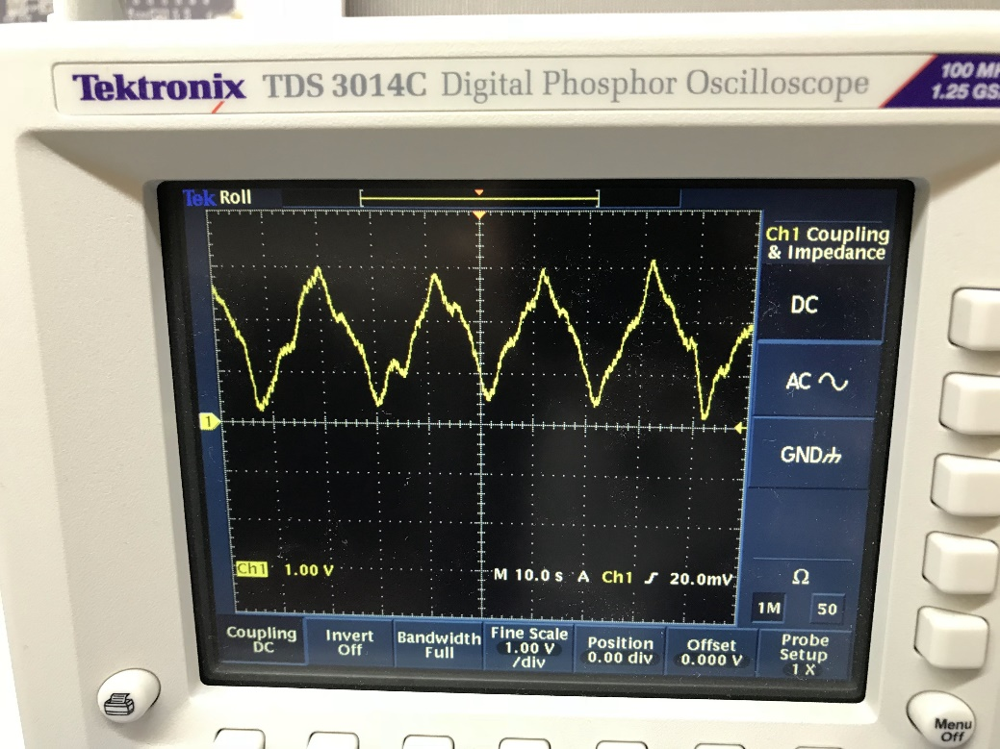 Tektronix TDS 3014C Digital Phosphor Oscilloscope
100 MH
1.25 GS
Tek Roll
Ch1 Coupling
& Impedance
DC
AC
GND
1
Ch1 1.00 V
M 10.0 s A Ch1 20.0mV
Ω
1M 50
Coupling
DC
Invert
Off
Bandwidth
Full
Fine Scale
1.00 V
/div
Position
0.00 div
Offset
0.000 V
Probe
Setup
1 X
Menu
Off